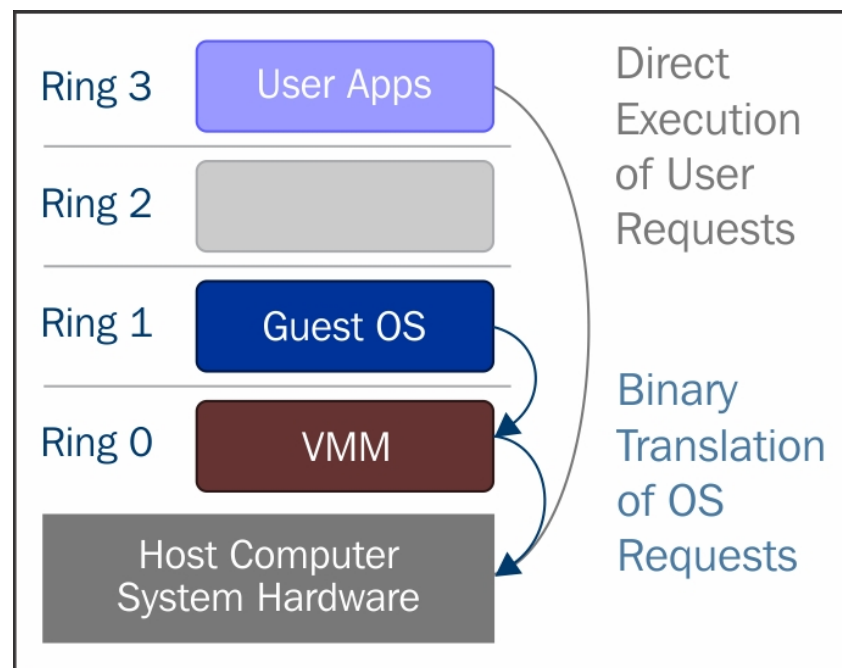 Ring 3
User Apps
Direct
Execution
of User
Requests
Ring 2
Ring 1
Guest OS
Binary
Translation
of OS
Requests
Ring 0
VMM
Host Computer
System Hardware